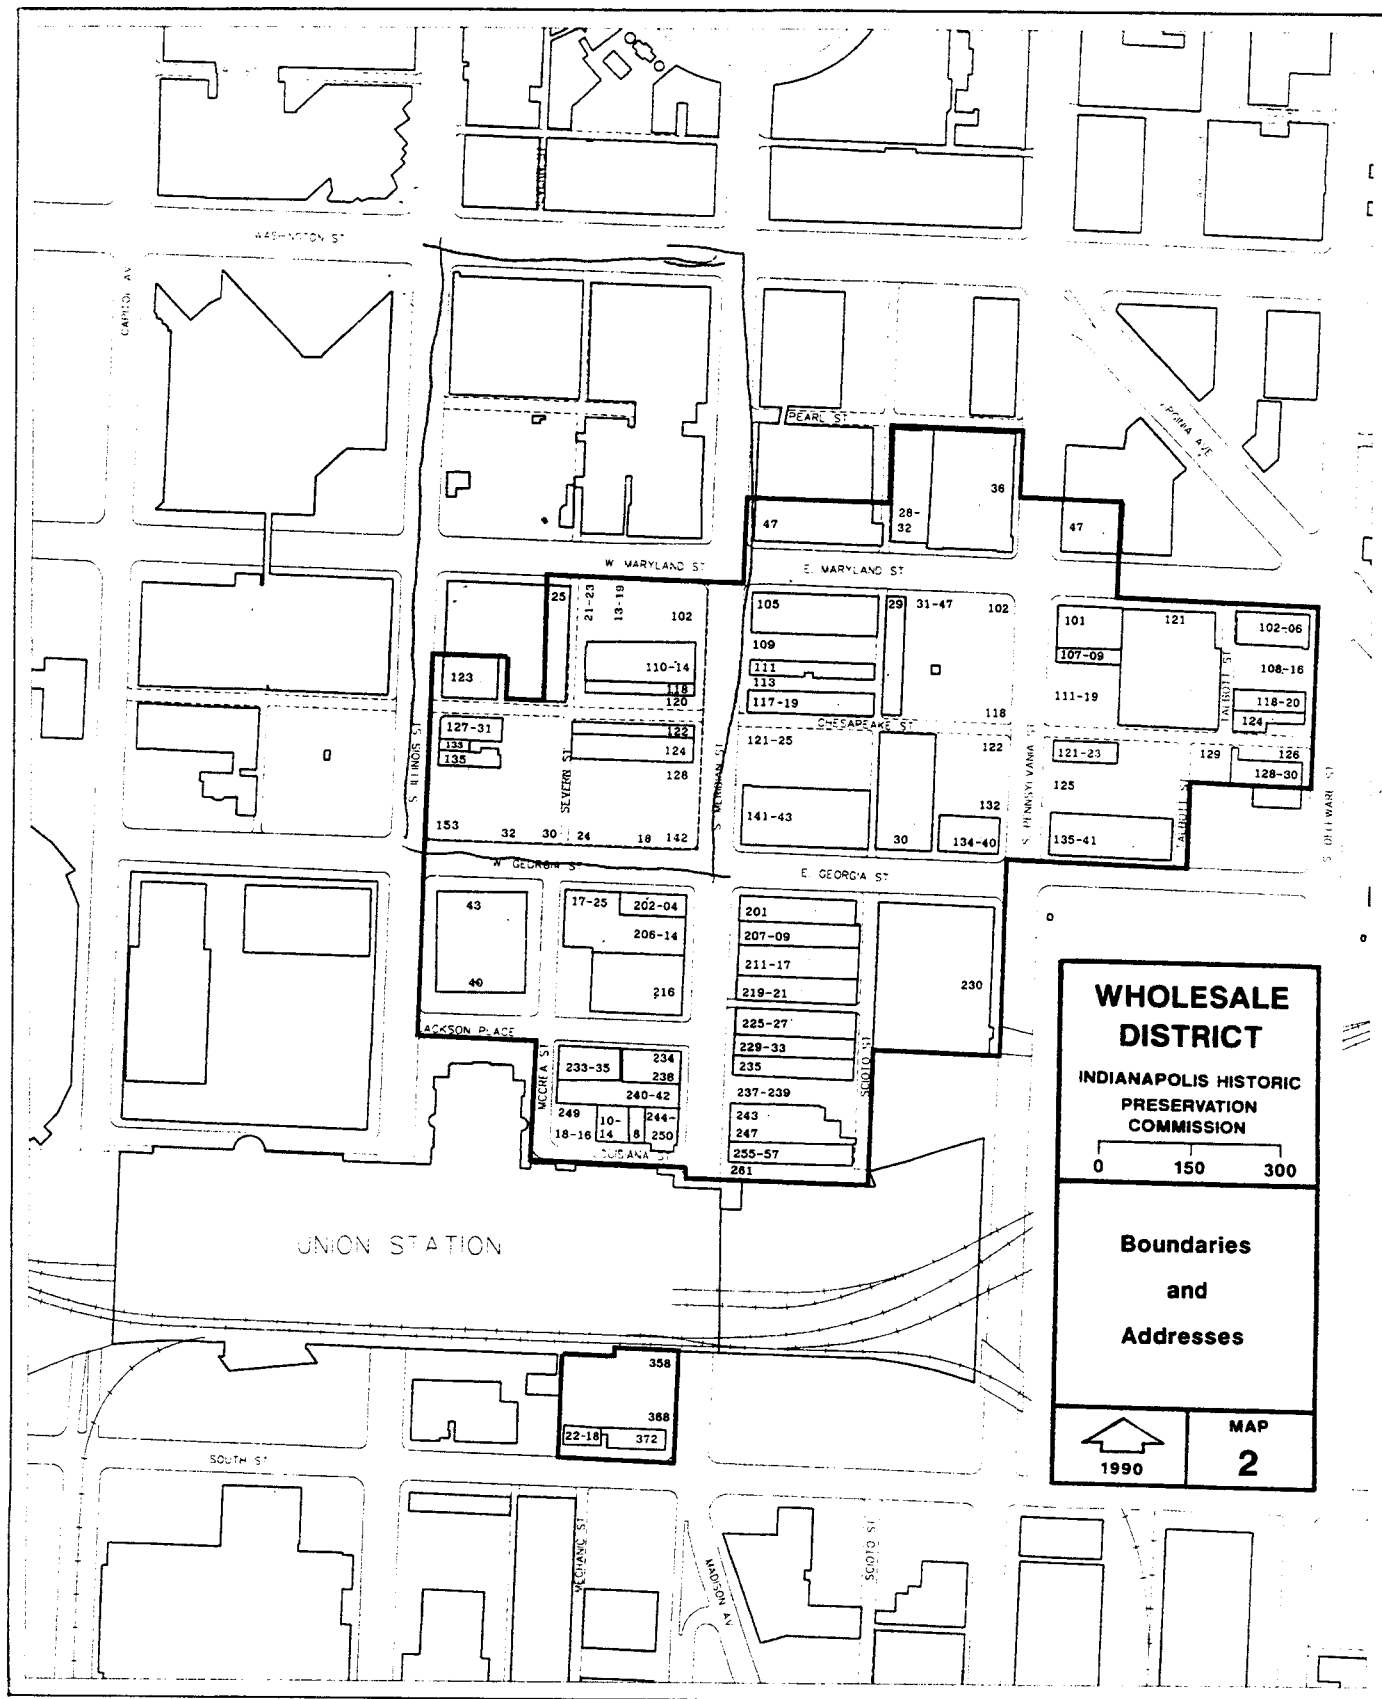 WASHINGTON ST
CAPITOL AV
PEARL ST
36
28-
32
47
47
W. MARYLAND ST
E. MARYLAND ST
25
21-23
13-19
102
105
29
31-47
102
101
121
102-06
109
107-09
123
110-14
111
108-16
118
113
111-19
120
117-19
118
118-20
TALBOTT ST
CHESAPEAKE ST
124
127-31
122
133
124
121-25
122
121-23
129
126
135
128
125
128-30
S. ILLINOIS ST
SEVERN ST
S. MERIDIAN ST
S. PENNSYLVANIA ST
TALBOTT ST
S. DELEWARE ST
153
32
30
24
18
142
141-43
30
132
134-40
135-41
W. GEORGIA ST
E. GEORGIA ST
43
17-25
202-04
201
206-14
207-09
211-17
40
216
219-21
230
ACKSON PLACE
225-27
MCCREA ST
233-35
234
229-33
SCIOTO ST
238
235
240-42
237-239
249
10-
14
8
244-
250
243
18-16
247
255-57
261
WHOLESALE
DISTRICT
INDIANAPOLIS HISTORIC
PRESERVATION
COMMISSION
0 150 300
UNION STATION
Boundaries
and
Addresses
358
368
22-18
372
SOUTH ST
1990
MAP
2
MECHANIC ST
MADISON AV
SCIOTO ST